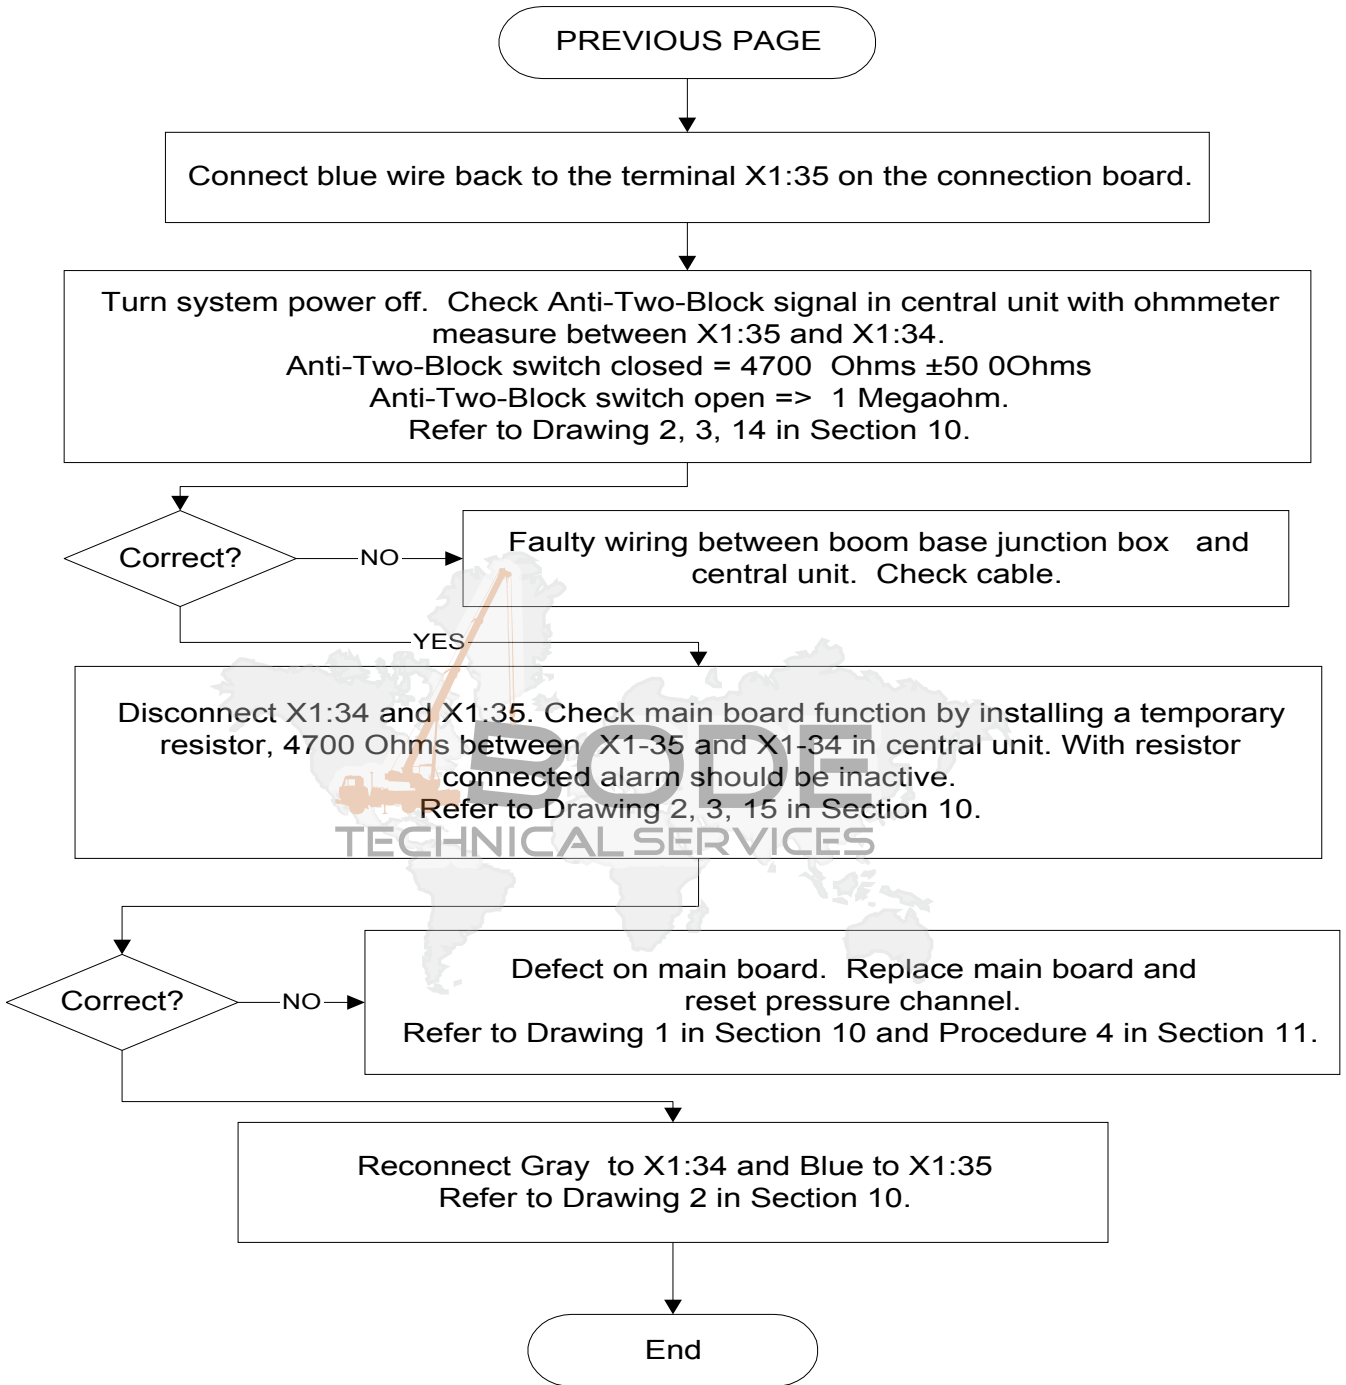 PREVIOUS PAGE
Connect blue wire back to the terminal X1:35 on the connection board.
Turn system power off.  Check Anti-Two-Block signal in central unit with ohmmeter
measure between X1:35 and X1:34.
Anti-Two-Block switch closed = 4700  Ohms ±50 0Ohms
Anti-Two-Block switch open =>  1 Megaohm.
Refer to Drawing 2, 3, 14 in Section 10.
Correct?
NO
Faulty wiring between boom base junction box   and
central unit.  Check cable.
YES
Disconnect X1:34 and X1:35. Check main board function by installing a temporary
resistor, 4700 Ohms between  X1-35 and X1-34 in central unit. With resistor
connected alarm should be inactive.
Refer to Drawing 2, 3, 15 in Section 10.
BODE
TECHNICAL SERVICES
Correct?
NO
Defect on main board.  Replace main board and
reset pressure channel.
Refer to Drawing 1 in Section 10 and Procedure 4 in Section 11.
Reconnect Gray  to X1:34 and Blue to X1:35
Refer to Drawing 2 in Section 10.
End